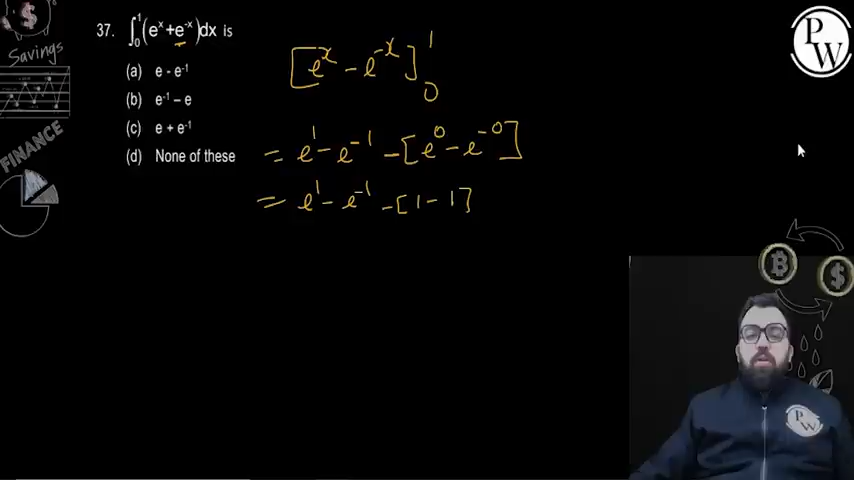 37. ∫₀¹(eˣ + e⁻ˣ)dx is
(a) e - e⁻¹
(b) e⁻¹ – e
(c) e + e⁻¹
(d) None of these
[eˣ - e⁻ˣ]₀¹
= e¹ - e⁻¹ - [e⁰ - e⁻⁰]
= e¹ - e⁻¹ - [1 - 1]
Savings
FINANCE
$
P
W
B
$
P
W